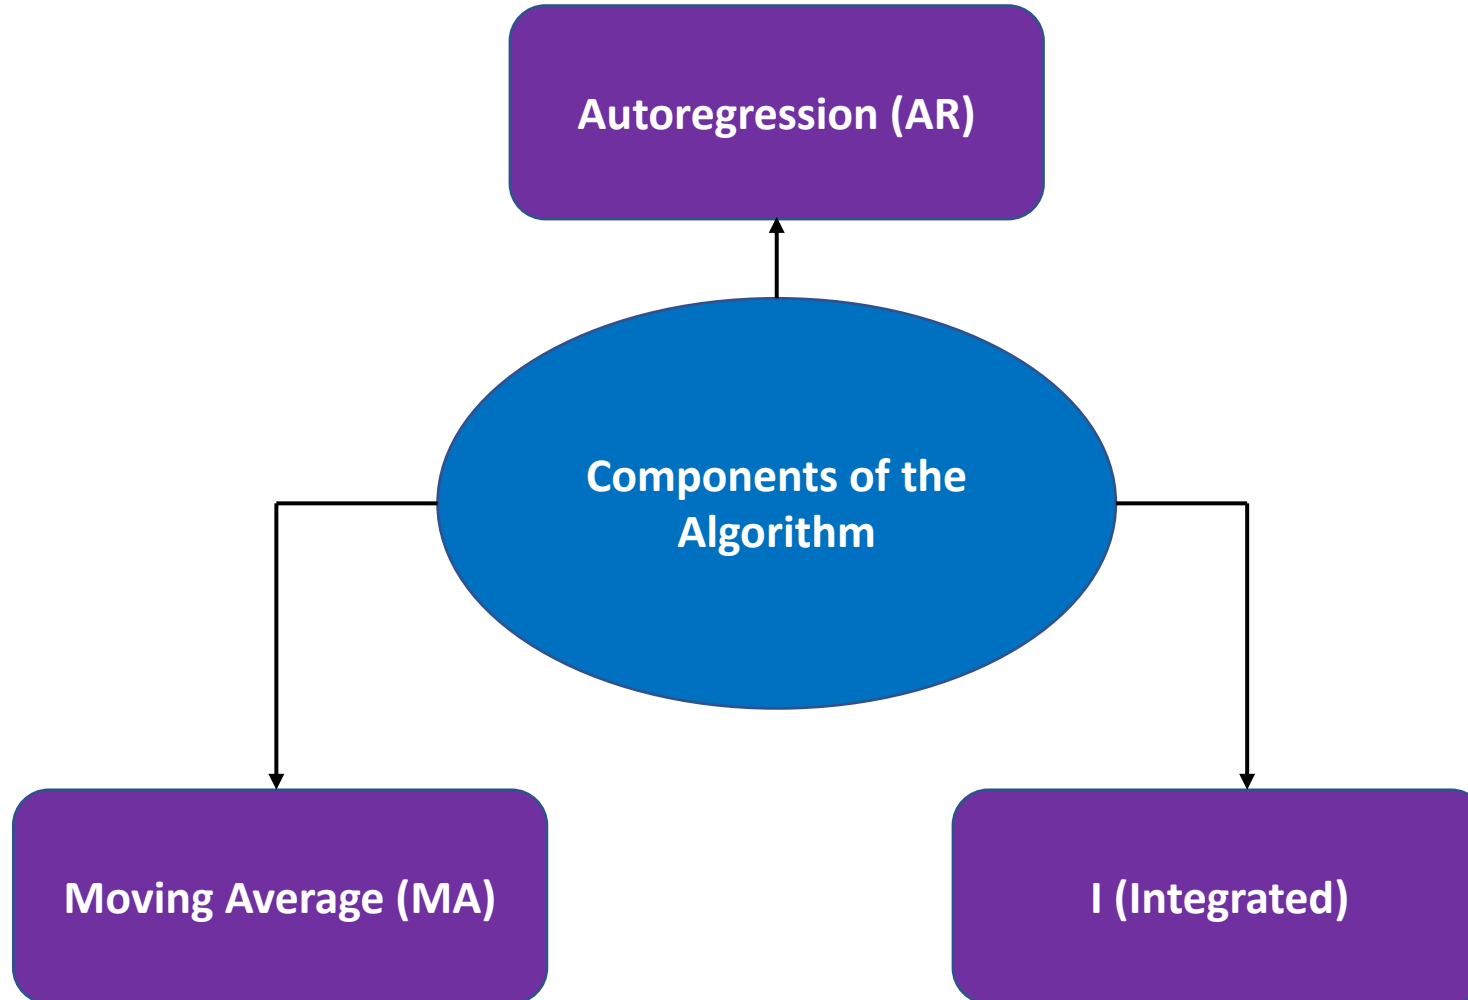 Autoregression (AR)
Components of the
Algorithm
Moving Average (MA)
I (Integrated)